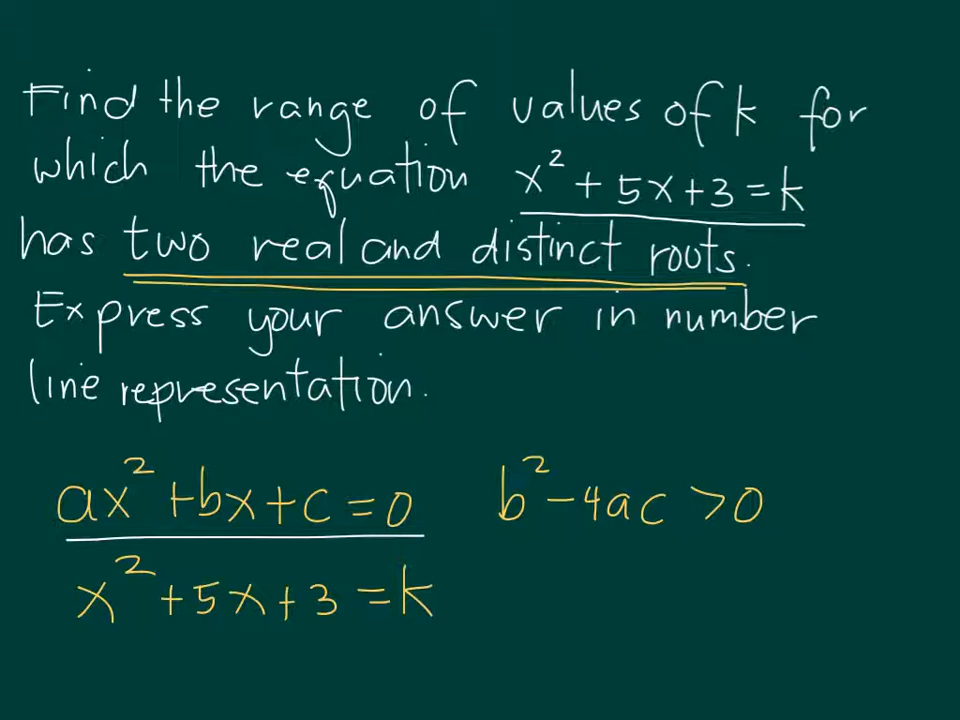 Find the range of values of k for
which the equation x² + 5x + 3 = k
has two real and distinct roots.
Express your answer in number
line representation.
ax² + bx + c = 0 b² - 4ac > 0
x² + 5x + 3 = k